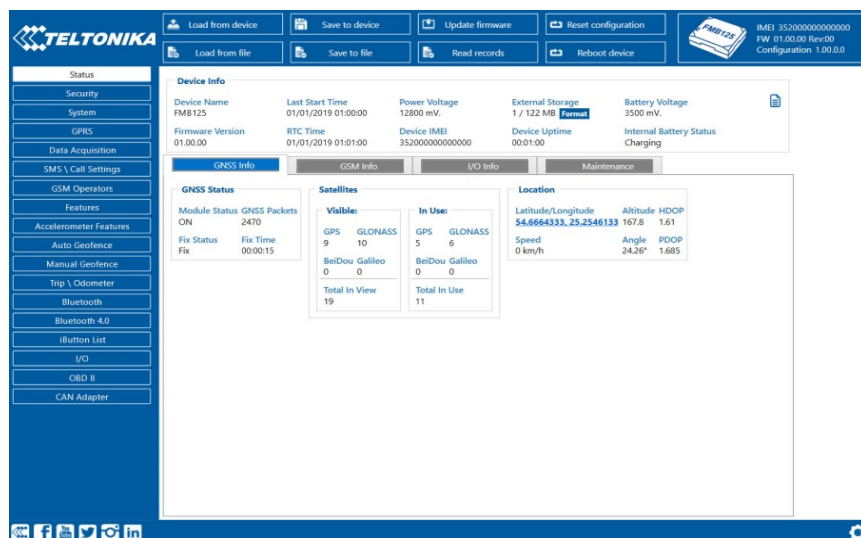 TELTONIKA
Load from device
Save to device
Update firmware
Reset configuration
Load from file
Save to file
Read records
Reboot device
FMB125
IMEI 352000000000000
FW 01.00.00 Rev:00
Configuration 1.00.0.0
Status
Security
System
GPRS
Data Acquisition
SMS \ Call Settings
GSM Operators
Features
Accelerometer Features
Auto Geofence
Manual Geofence
Trip \ Odometer
Bluetooth
Bluetooth 4.0
iButton List
I/O
OBD II
CAN Adapter
Device Info
Device Name
FMB125
Last Start Time
01/01/2019 01:00:00
Power Voltage
12800 mV.
External Storage
1 / 122 MB Format
Battery Voltage
3500 mV.
Firmware Version
01.00.00
RTC Time
01/01/2019 01:01:00
Device IMEI
352000000000000
Device Uptime
00:01:00
Internal Battery Status
Charging
GNSS Info
GSM Info
I/O Info
Maintenance
GNSS Status
Module Status GNSS Packets
ON 2470
Fix Status Fix Time
Fix 00:00:15
Satellites
Visible:
GPS GLONASS
9 10
BeiDou Galileo
0 0
Total In View
19
In Use:
GPS GLONASS
5 6
BeiDou Galileo
0 0
Total In Use
11
Location
Latitude/Longitude Altitude HDOP
54.6664333, 25.2546133 167.8 1.61
Speed Angle PDOP
0 km/h 24.26° 1.685